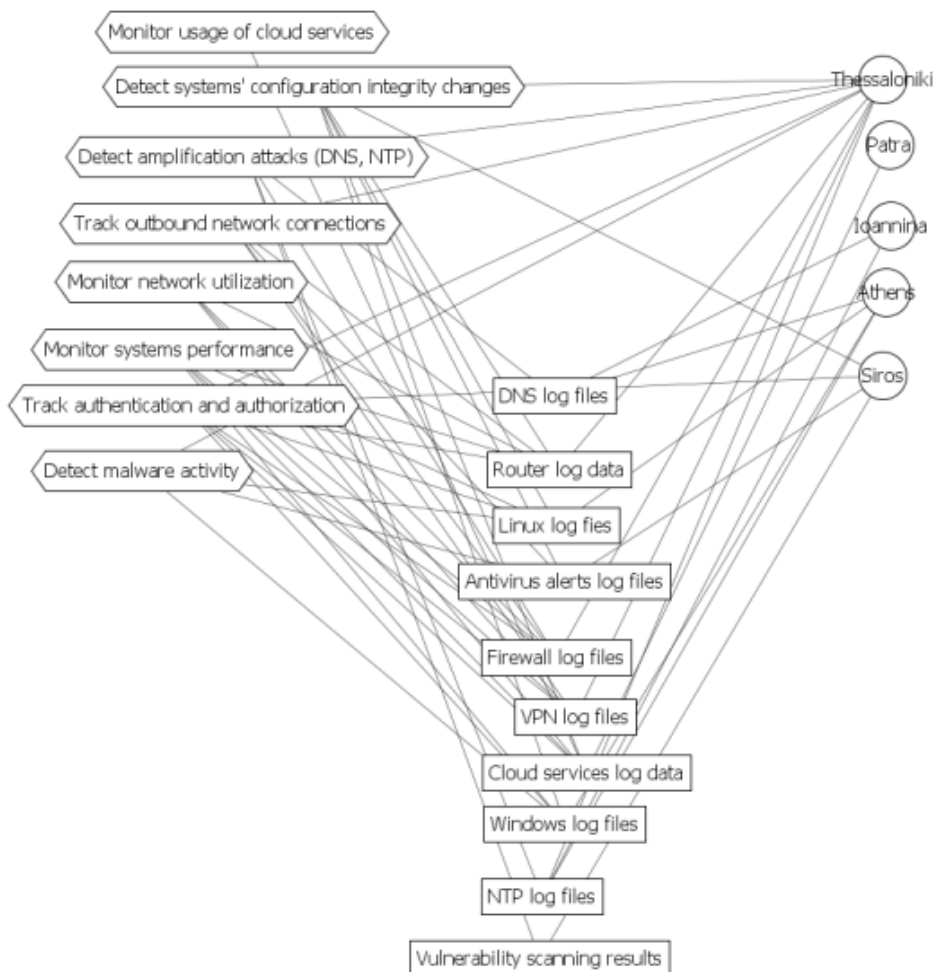 Monitor usage of cloud services
Detect systems' configuration integrity changes
Thessaloniki
Detect amplification attacks (DNS, NTP)
Patra
Track outbound network connections
Ioannina
Monitor network utilization
Athens
Monitor systems performance
Siros
Track authentication and authorization
DNS log files
Detect malware activity
Router log data
Linux log fies
Antivirus alerts log files
Firewall log files
VPN log files
Cloud services log data
Windows log files
NTP log files
Vulnerability scanning results